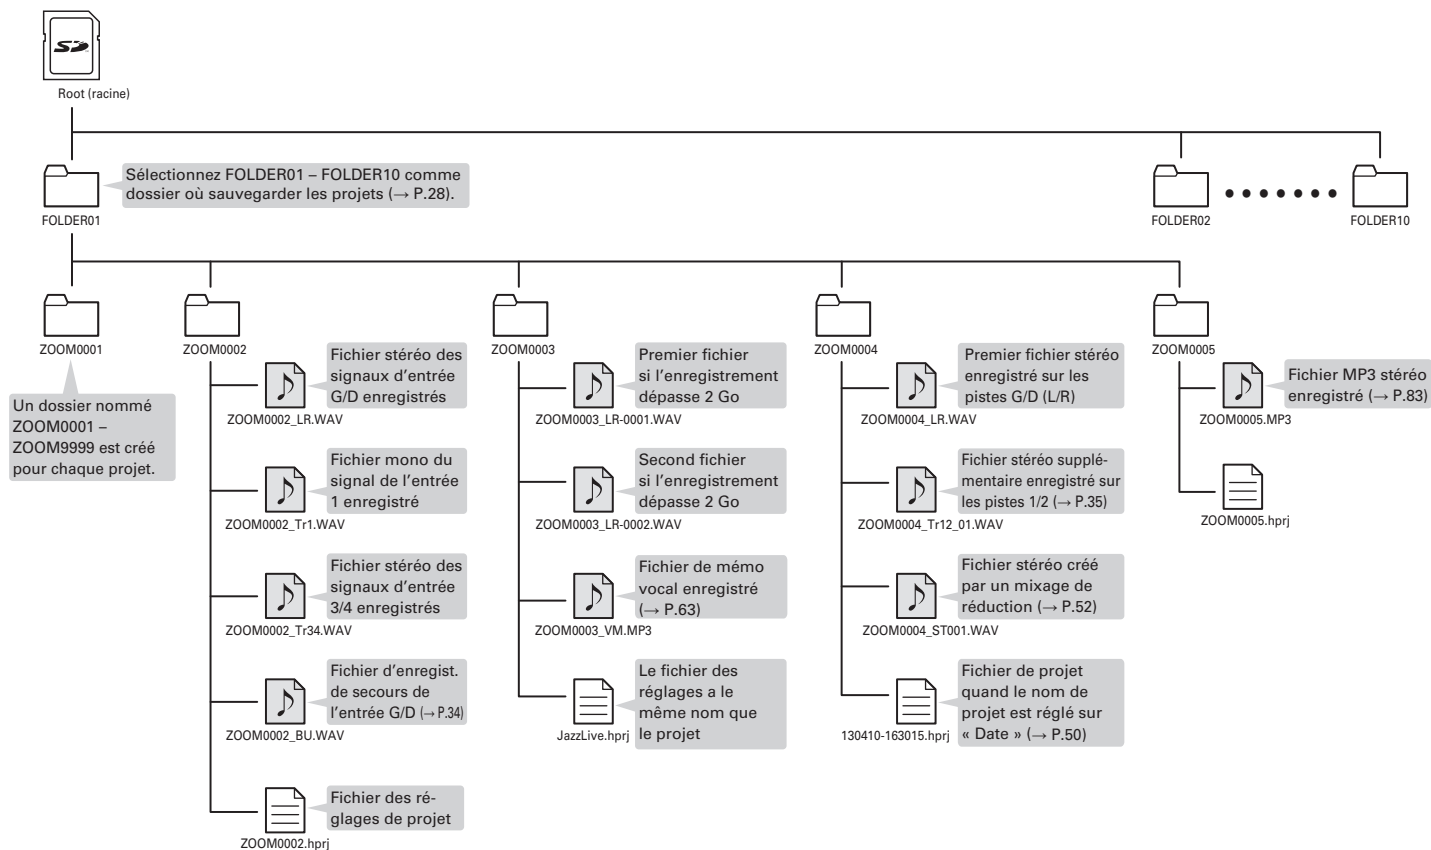 SD
Root (racine)
FOLDER01
Sélectionnez FOLDER01 – FOLDER10 comme
dossier où sauvegarder les projets (→ P.28).
FOLDER02
FOLDER10
ZOOM0001
Un dossier nommé
ZOOM0001 –
ZOOM9999 est créé
pour chaque projet.
ZOOM0002
Fichier stéréo des
signaux d'entrée
G/D enregistrés
ZOOM0002_LR.WAV
Fichier mono du
signal de l'entrée
1 enregistré
ZOOM0002_Tr1.WAV
Fichier stéréo des
signaux d'entrée
3/4 enregistrés
ZOOM0002_Tr34.WAV
Fichier d'enregist.
de secours de
l'entrée G/D (→ P.34)
ZOOM0002_BU.WAV
Fichier des ré-
glages de projet
ZOOM0002.hprj
ZOOM0003
Premier fichier
si l'enregistrement
dépasse 2 Go
ZOOM0003_LR-0001.WAV
Second fichier
si l'enregistrement
dépasse 2 Go
ZOOM0003_LR-0002.WAV
Fichier de mémo
vocal enregistré
(→ P.63)
ZOOM0003_VM.MP3
Le fichier des
réglages a le
même nom que
le projet
JazzLive.hprj
ZOOM0004
Premier fichier stéréo
enregistré sur les
pistes G/D (L/R)
ZOOM0004_LR.WAV
Fichier stéréo supplé-
mentaire enregistré sur
les pistes 1/2 (→ P.35)
ZOOM0004_Tr12_01.WAV
Fichier stéréo créé
par un mixage de
réduction (→ P.52)
ZOOM0004_ST001.WAV
Fichier de projet
quand le nom de
projet est réglé sur
« Date » (→ P.50)
130410-163015.hprj
ZOOM0005
Fichier MP3 stéréo
enregistré (→ P.83)
ZOOM0005.MP3
ZOOM0005.hprj